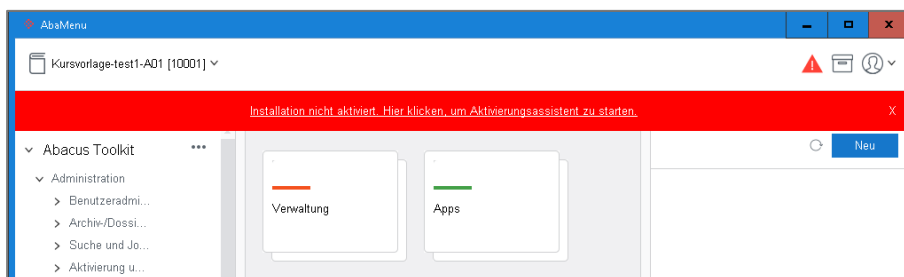 AbaMenu
Kursvorlage-test1-A01 [10001]
Installation nicht aktiviert. Hier klicken, um Aktivierungsassistent zu starten.
X
Abacus Toolkit
Neu
Administration
Benutzeradmi...
Verwaltung
Apps
Archiv-/Dossi...
Suche und Jo...
Aktivierung u...